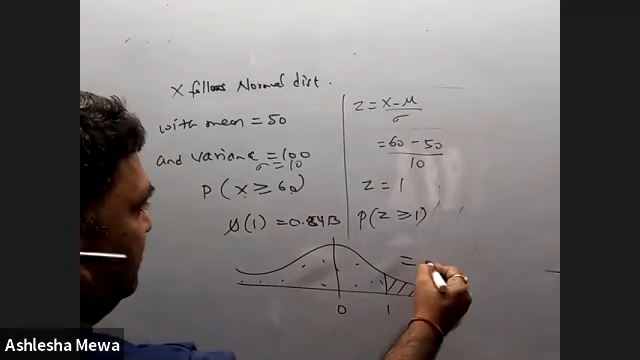 X follows Normal dist.
with mean = 50
and variance = 100
σ = 10
P(X ≥ 60)
ø(1) = 0.8413
Z = X-μ/σ
= 60-50/10
Z = 1
P(Z ≥ 1)
=
0 1
Ashlesha Mewa